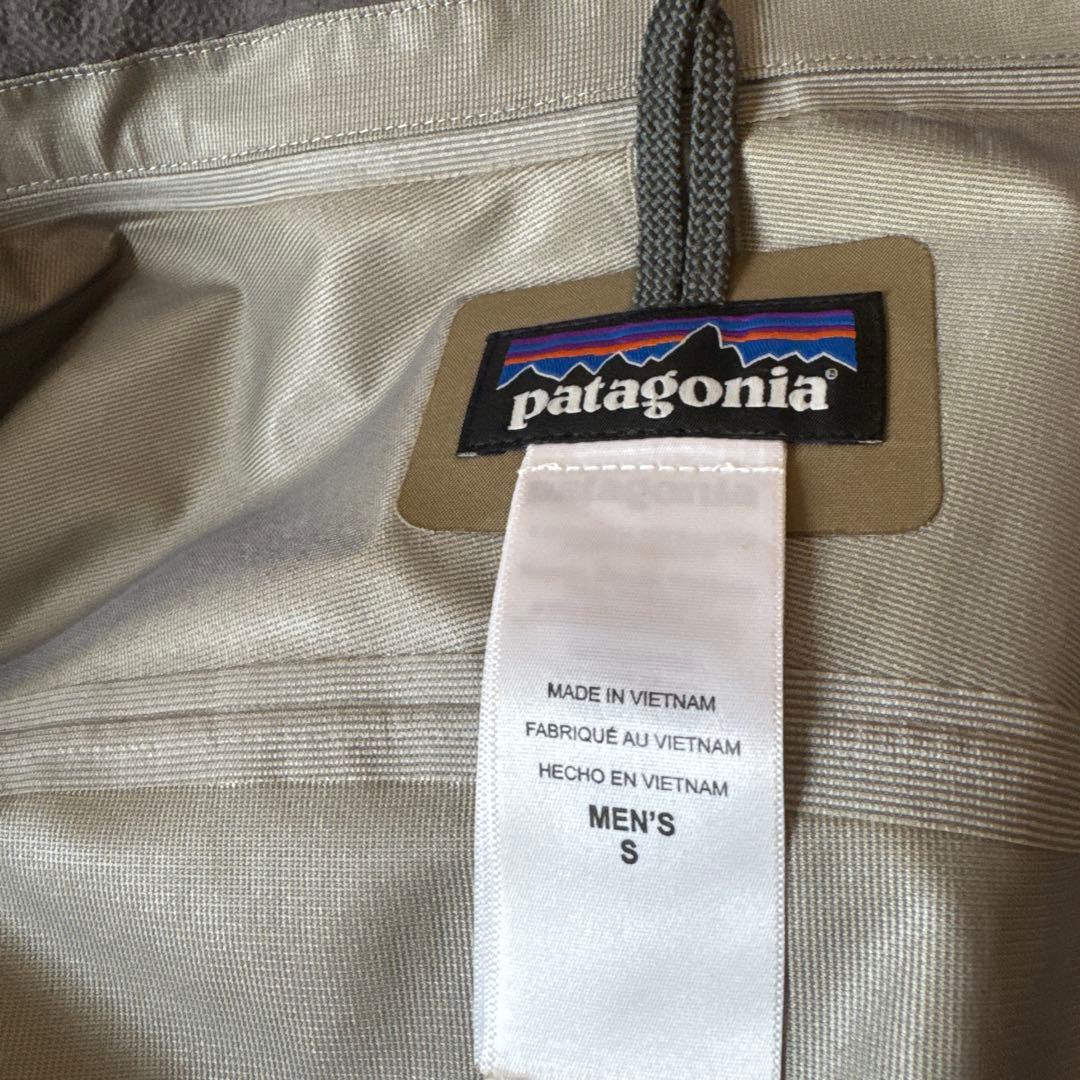 patagonia®
MADE IN VIETNAM
FABRIQUÉ AU VIETNAM
HECHO EN VIETNAM
MEN'S
S